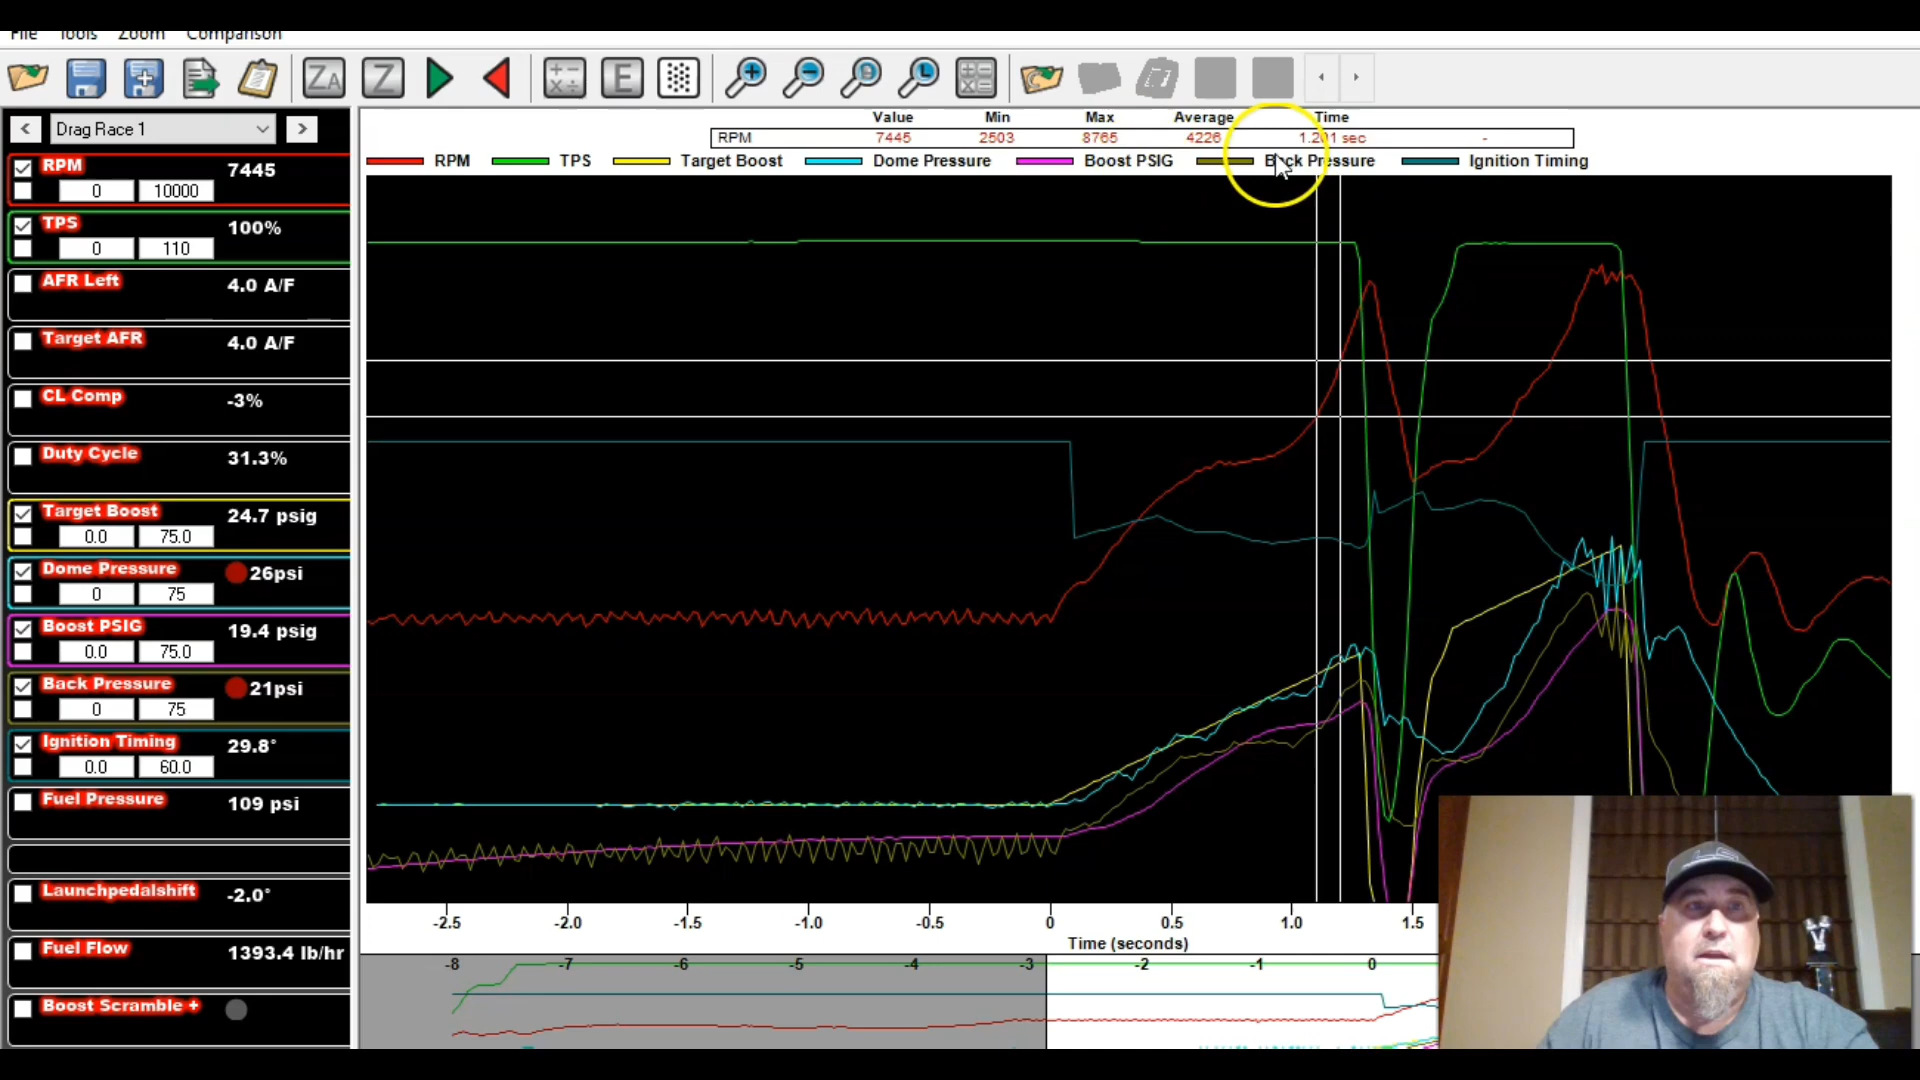 File Tools Zoom Comparison
ZA Z E L
< Drag Race 1 >
Value Min Max Average Time
RPM 7445 2503 8765 4226 1.201 sec -
RPM TPS Target Boost Dome Pressure Boost PSIG Back Pressure Ignition Timing
RPM 7445
0 10000
TPS 100%
0 110
AFR Left 4.0 A/F
Target AFR 4.0 A/F
CL Comp -3%
Duty Cycle 31.3%
Target Boost 24.7 psig
0.0 75.0
Dome Pressure 26psi
0 75
Boost PSIG 19.4 psig
0.0 75.0
Back Pressure 21psi
0 75
Ignition Timing 29.8°
0.0 60.0
Fuel Pressure 109 psi
Launchpedalshift -2.0°
Fuel Flow 1393.4 lb/hr
Boost Scramble +
-2.5 -2.0 -1.5 -1.0 -0.5 0 0.5 1.0 1.5
Time (seconds)
-8 -7 -6 -5 -4 -3 -2 -1 0